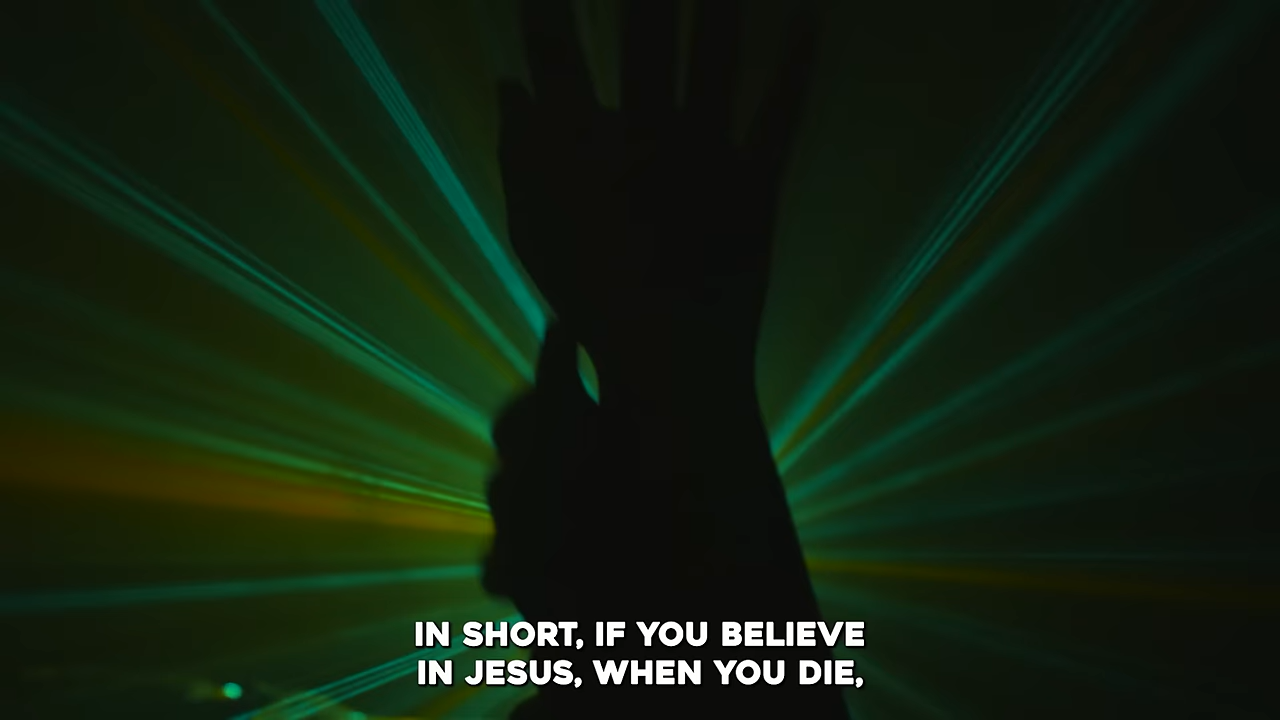 IN SHORT, IF YOU BELIEVE
IN JESUS, WHEN YOU DIE,